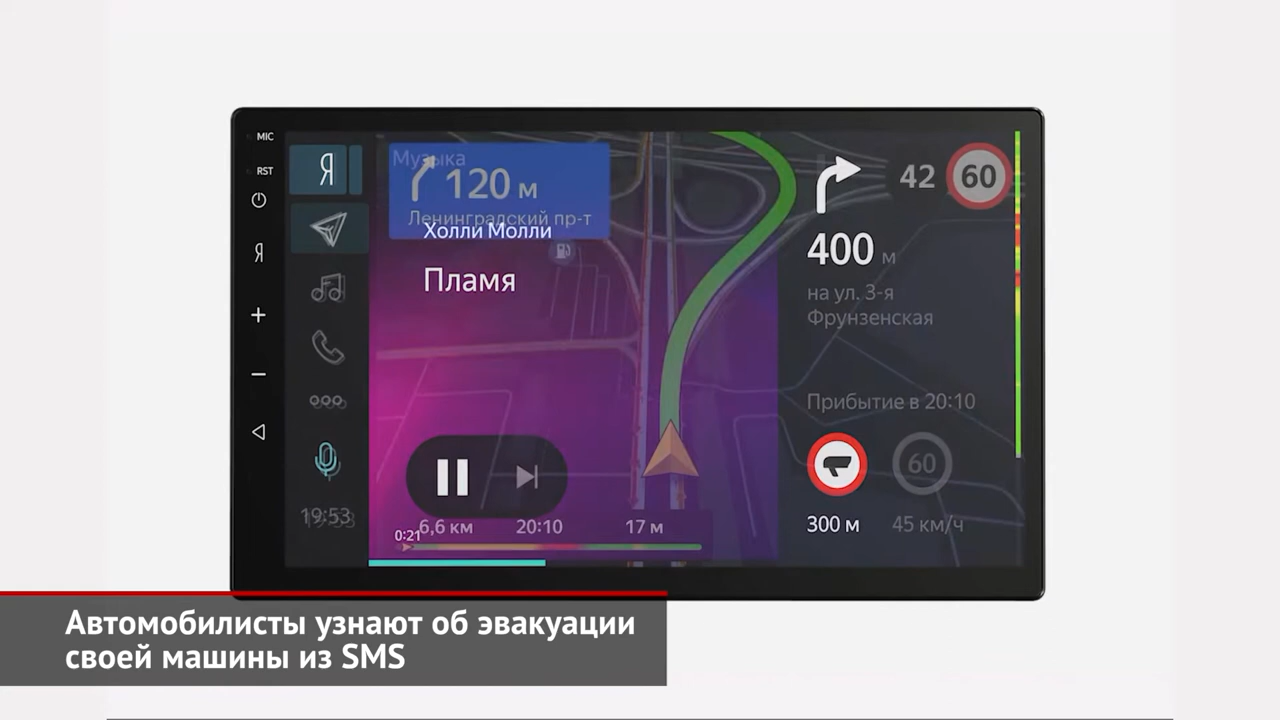 MIC
RST
Я
Я
19:53
Музыка
120 м
Ленинградский пр-т
Холли Молли
Пламя
6,6 км
20:10
17 м
0:21
42
60
400 м
на ул. 3-я
Фрунзенская
Прибытие в 20:10
60
300 м
45 км/ч
Автомобилисты узнают об эвакуации
своей машины из SMS